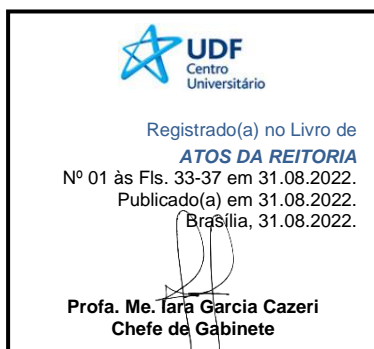 UDF
Centro
Universitário
Registrado(a) no Livro de
ATOS DA REITORIA
Nº 01 às Fls. 33-37 em 31.08.2022.
Publicado(a) em 31.08.2022.
Brasília, 31.08.2022.
Profa. Me. Iara Garcia Cazeri
Chefe de Gabinete